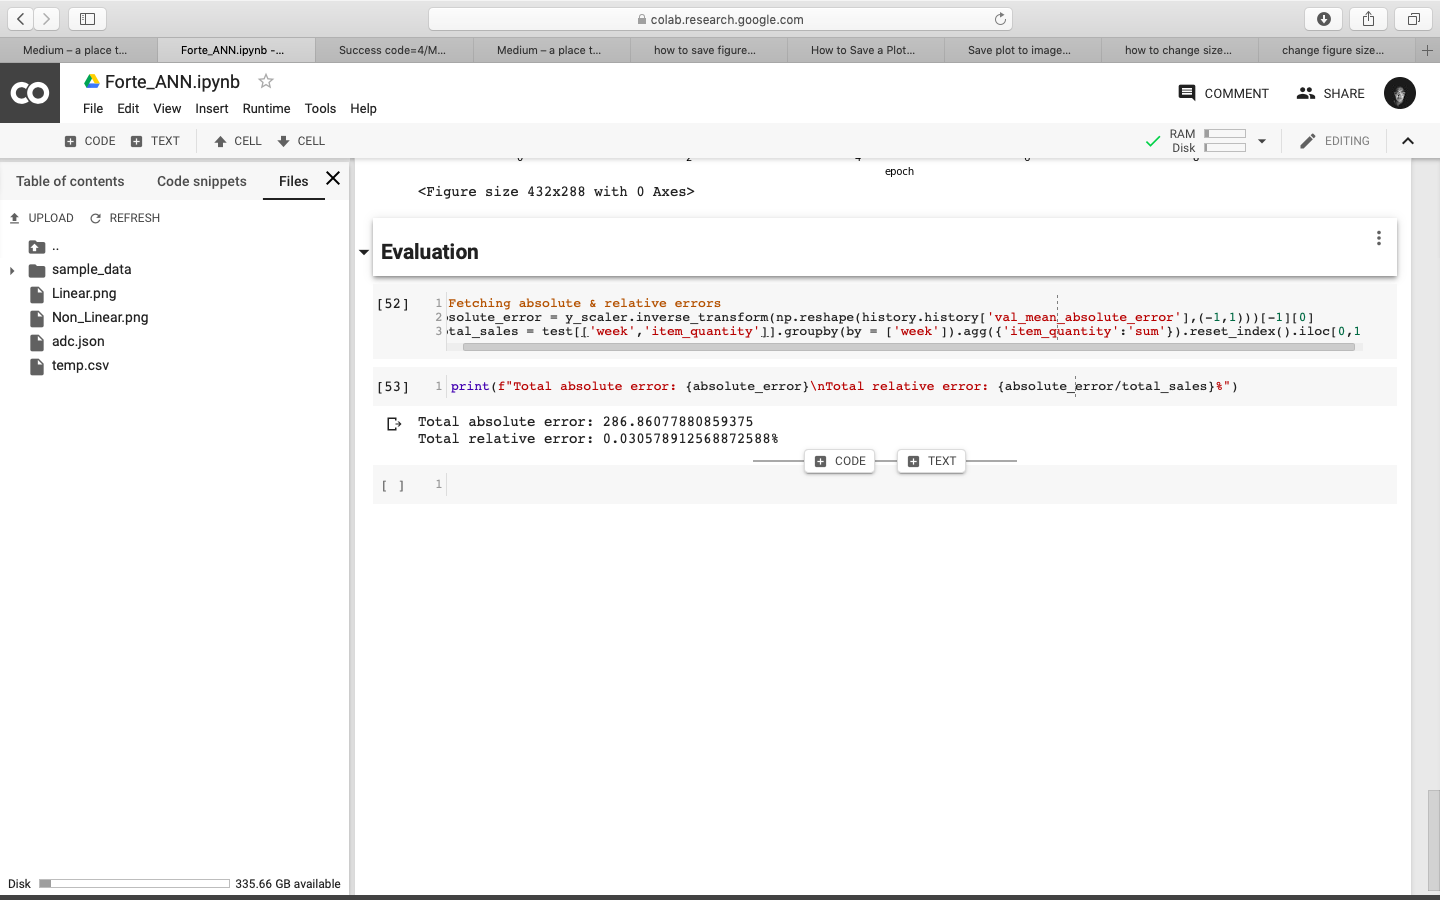 colab.research.google.com
Medium – a place t...
Forte_ANN.ipynb -...
Success code=4/M...
Medium – a place t...
how to save figure...
How to Save a Plot...
Save plot to image...
how to change size...
change figure size...
CO
Forte_ANN.ipynb
File Edit View Insert Runtime Tools Help
COMMENT
SHARE
CODE TEXT CELL CELL
RAM
Disk
EDITING
Table of contents Code snippets Files
UPLOAD REFRESH
..
sample_data
Linear.png
Non_Linear.png
adc.json
temp.csv
Disk 335.66 GB available
epoch
<Figure size 432x288 with 0 Axes>
Evaluation
[52]
1 Fetching absolute & relative errors
2 solute_error = y_scaler.inverse_transform(np.reshape(history.history['val_mean_absolute_error'],(-1,1)))[-1][0]
3 tal_sales = test[['week','item_quantity']].groupby(by = ['week']).agg({'item_quantity':'sum'}).reset_index().iloc[0,1
[53]
1 print(f"Total absolute error: {absolute_error}\nTotal relative error: {absolute_error/total_sales}%")
Total absolute error: 286.86077880859375
Total relative error: 0.030578912568872588%
CODE TEXT
[ ] 1